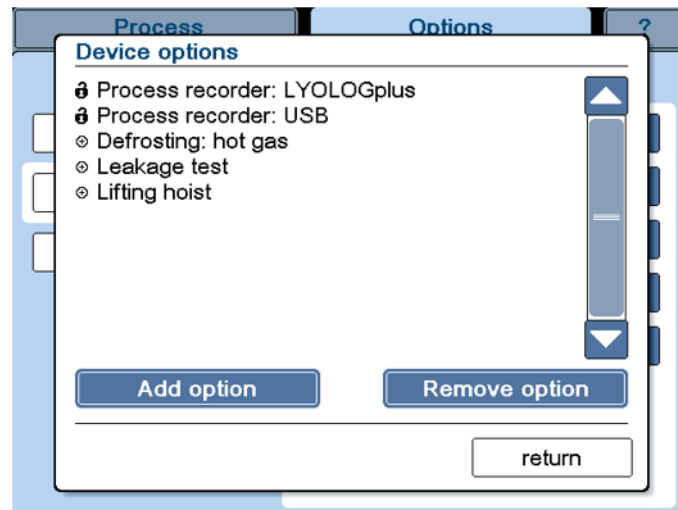 Process Options ?
Device options
Process recorder: LYOLOGplus
Process recorder: USB
Defrosting: hot gas
Leakage test
Lifting hoist
Add option Remove option
return